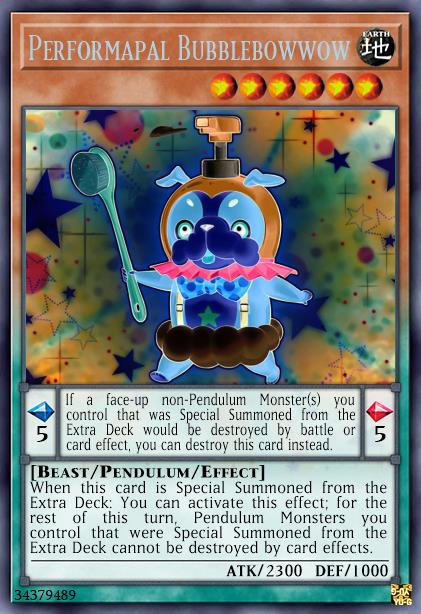 PERFORMAPAL BUBBLEBOWWOW
EARTH
地
If a face-up non-Pendulum Monster(s) you
control that was Special Summoned from the
Extra Deck would be destroyed by battle or
card effect, you can destroy this card instead.
5
5
[BEAST/PENDULUM/EFFECT]
When this card is Special Summoned from the
Extra Deck: You can activate this effect; for the
rest of this turn, Pendulum Monsters you
control that were Special Summoned from the
Extra Deck cannot be destroyed by card effects.
ATK/2300 DEF/1000
34379489